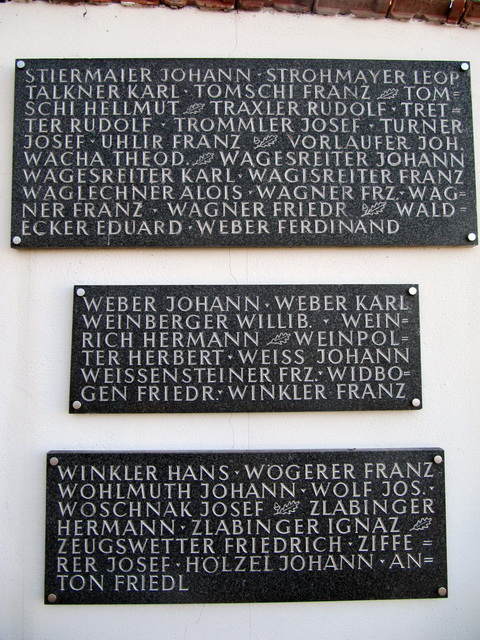 STIERMAIER JOHANN · STROHMAYER LEOP
TALKNER KARL · TOMSCHI FRANZ TOM=
SCHI HELLMUT TRAXLER RUDOLF · TRET=
TER RUDOLF · TROMMLER JOSEF · TURNER
JOSEF · UHLIR FRANZ VORLAUFER JOH.
WACHA THEOD. WAGESREITER JOHANN
WAGESREITER KARL · WAGISREITER FRANZ
WAGLECHNER ALOIS · WAGNER FRZ. · WAG=
NER FRANZ · WAGNER FRIEDR WALD=
ECKER EDUARD · WEBER FERDINAND
WEBER JOHANN · WEBER KARL
WEINBERGER WILLIB. · WEIN=
RICH HERMANN WEINPOL=
TER HERBERT · WEISS JOHANN
WEISSENSTEINER FRZ. · WIDBO=
GEN FRIEDR. · WINKLER FRANZ
WINKLER HANS · WÖGERER FRANZ
WOHLMUTH JOHANN · WOLF JOS. ·
WOSCHNAK JOSEF ZLABINGER
HERMANN · ZLABINGER IGNAZ
ZEUGSWETTER FRIEDRICH · ZIFFE=
RER JOSEF · HÖLZEL JOHANN · AN=
TON FRIEDL